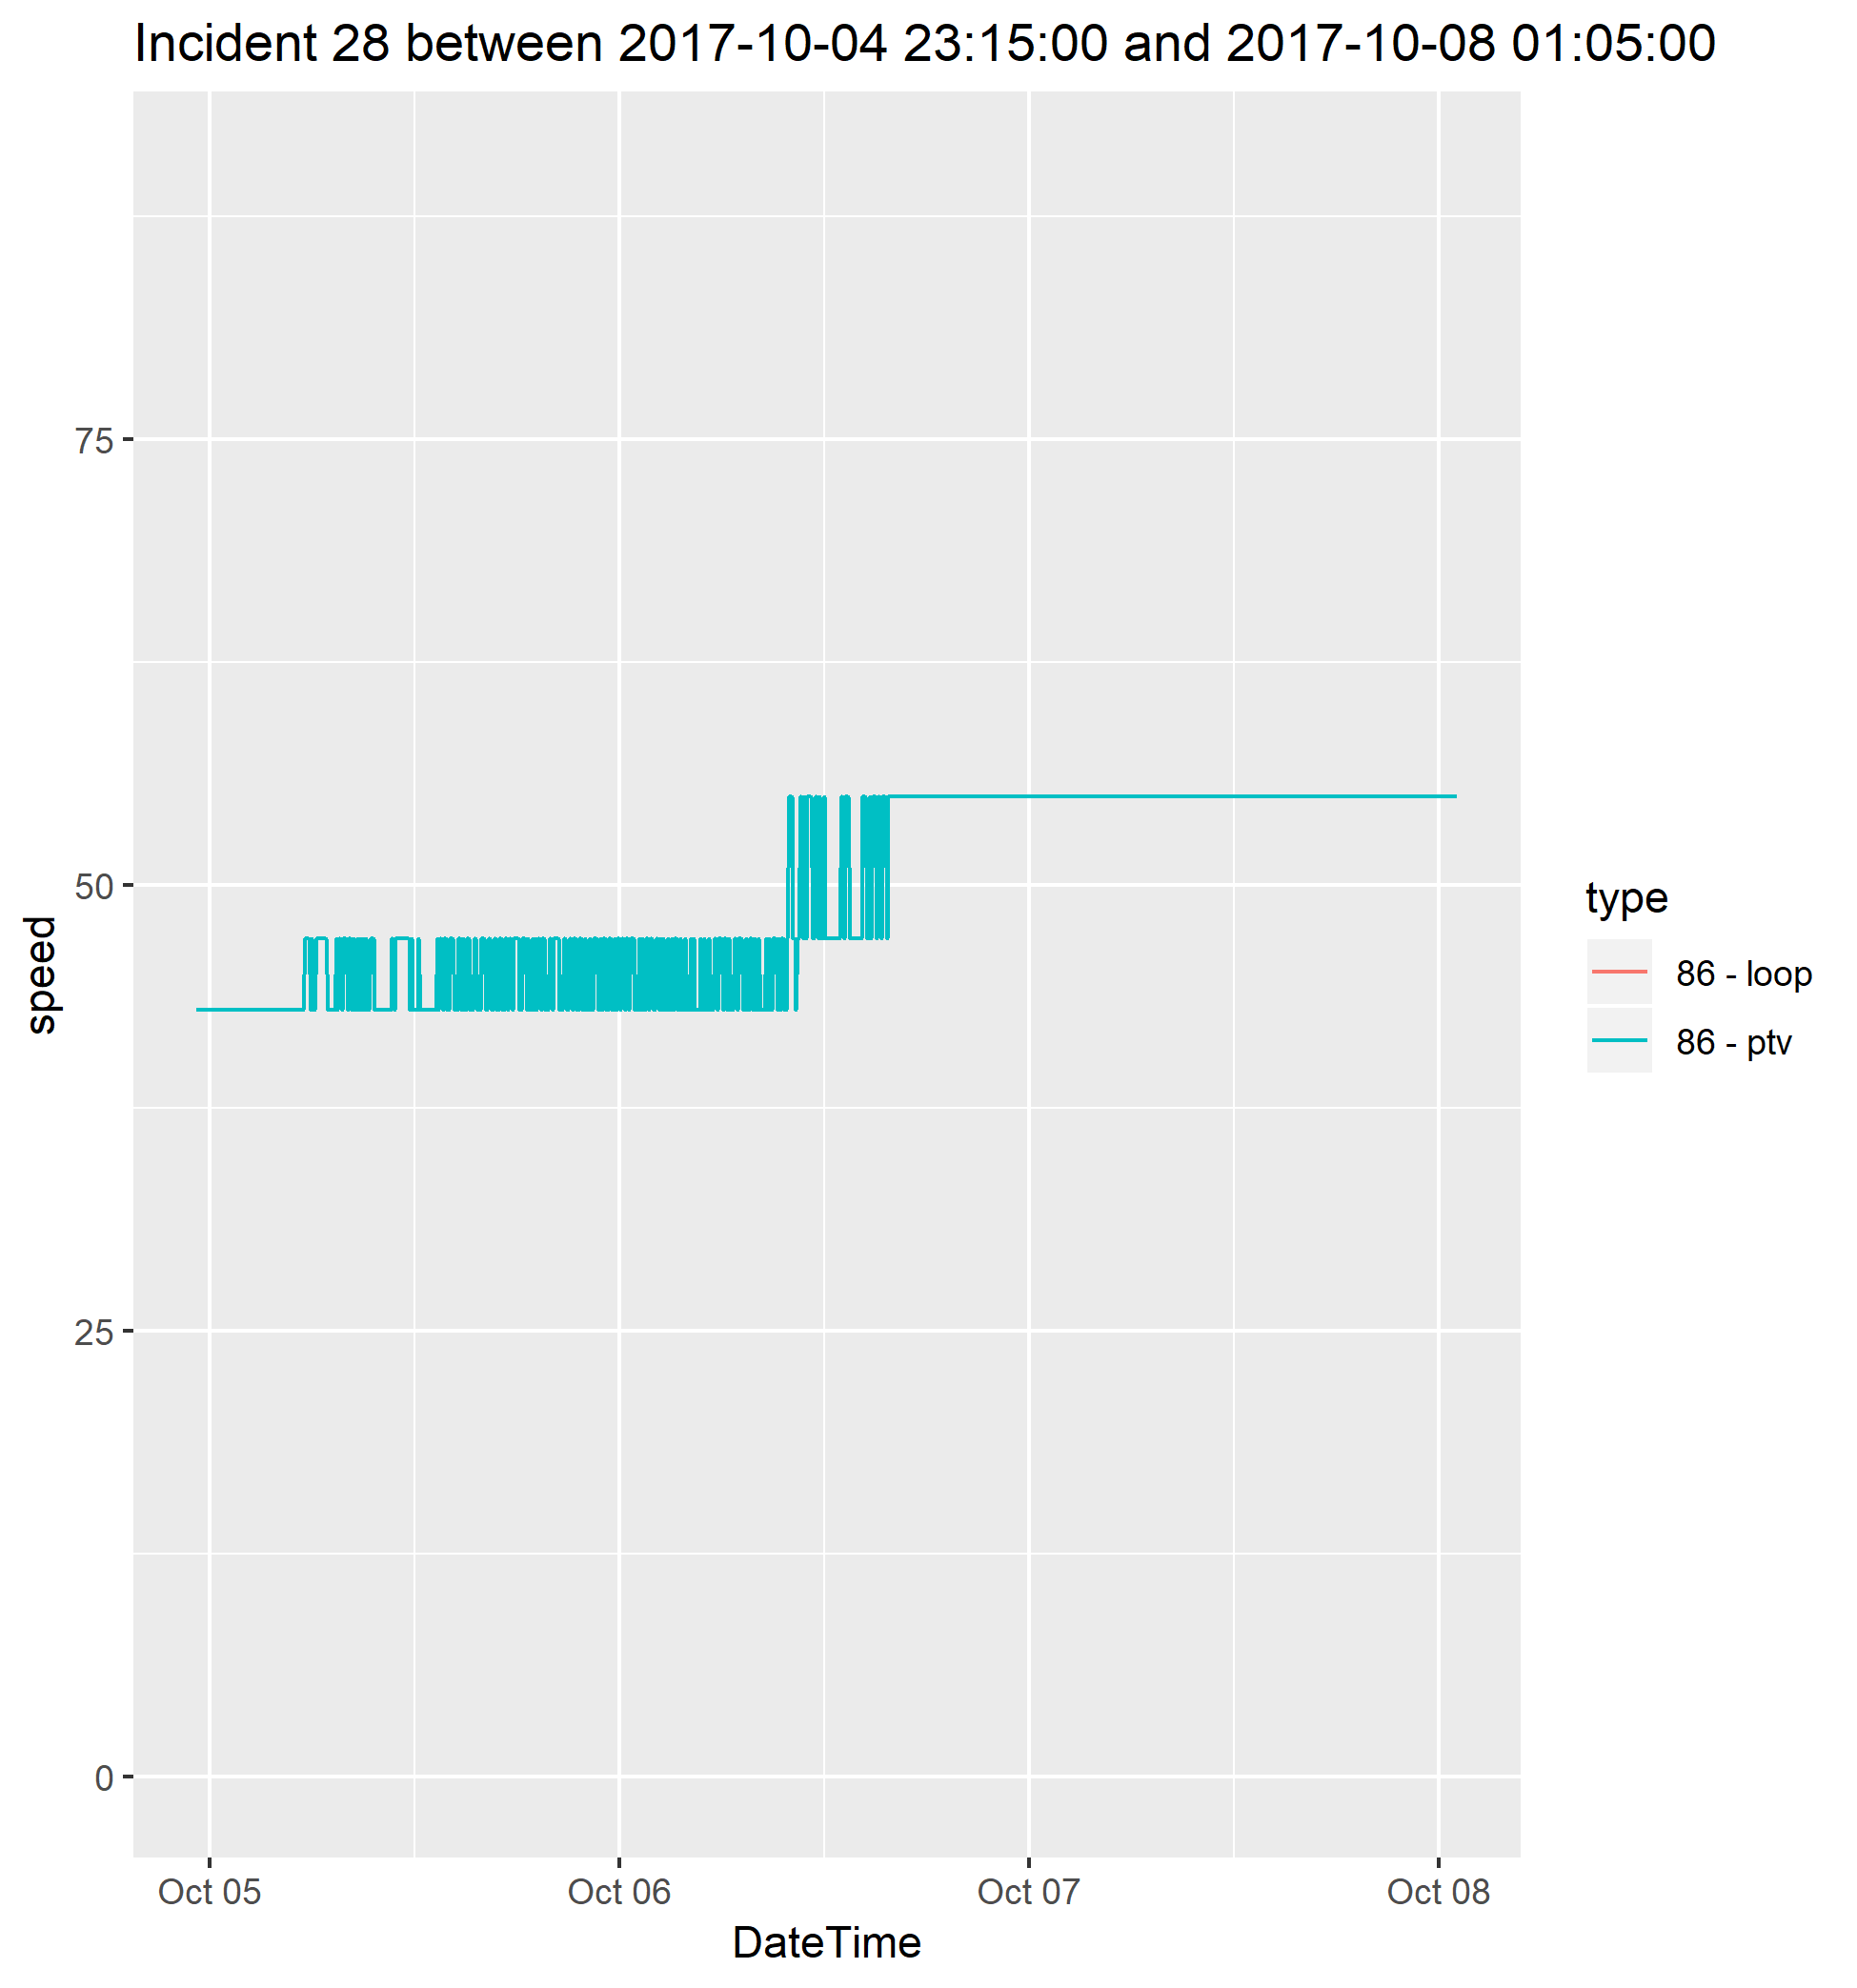 Incident 28 between 2017-10-04 23:15:00 and 2017-10-08 01:05:00
75
50
25
0
speed
Oct 05 Oct 06 Oct 07 Oct 08
DateTime
type
86 - loop
86 - ptv